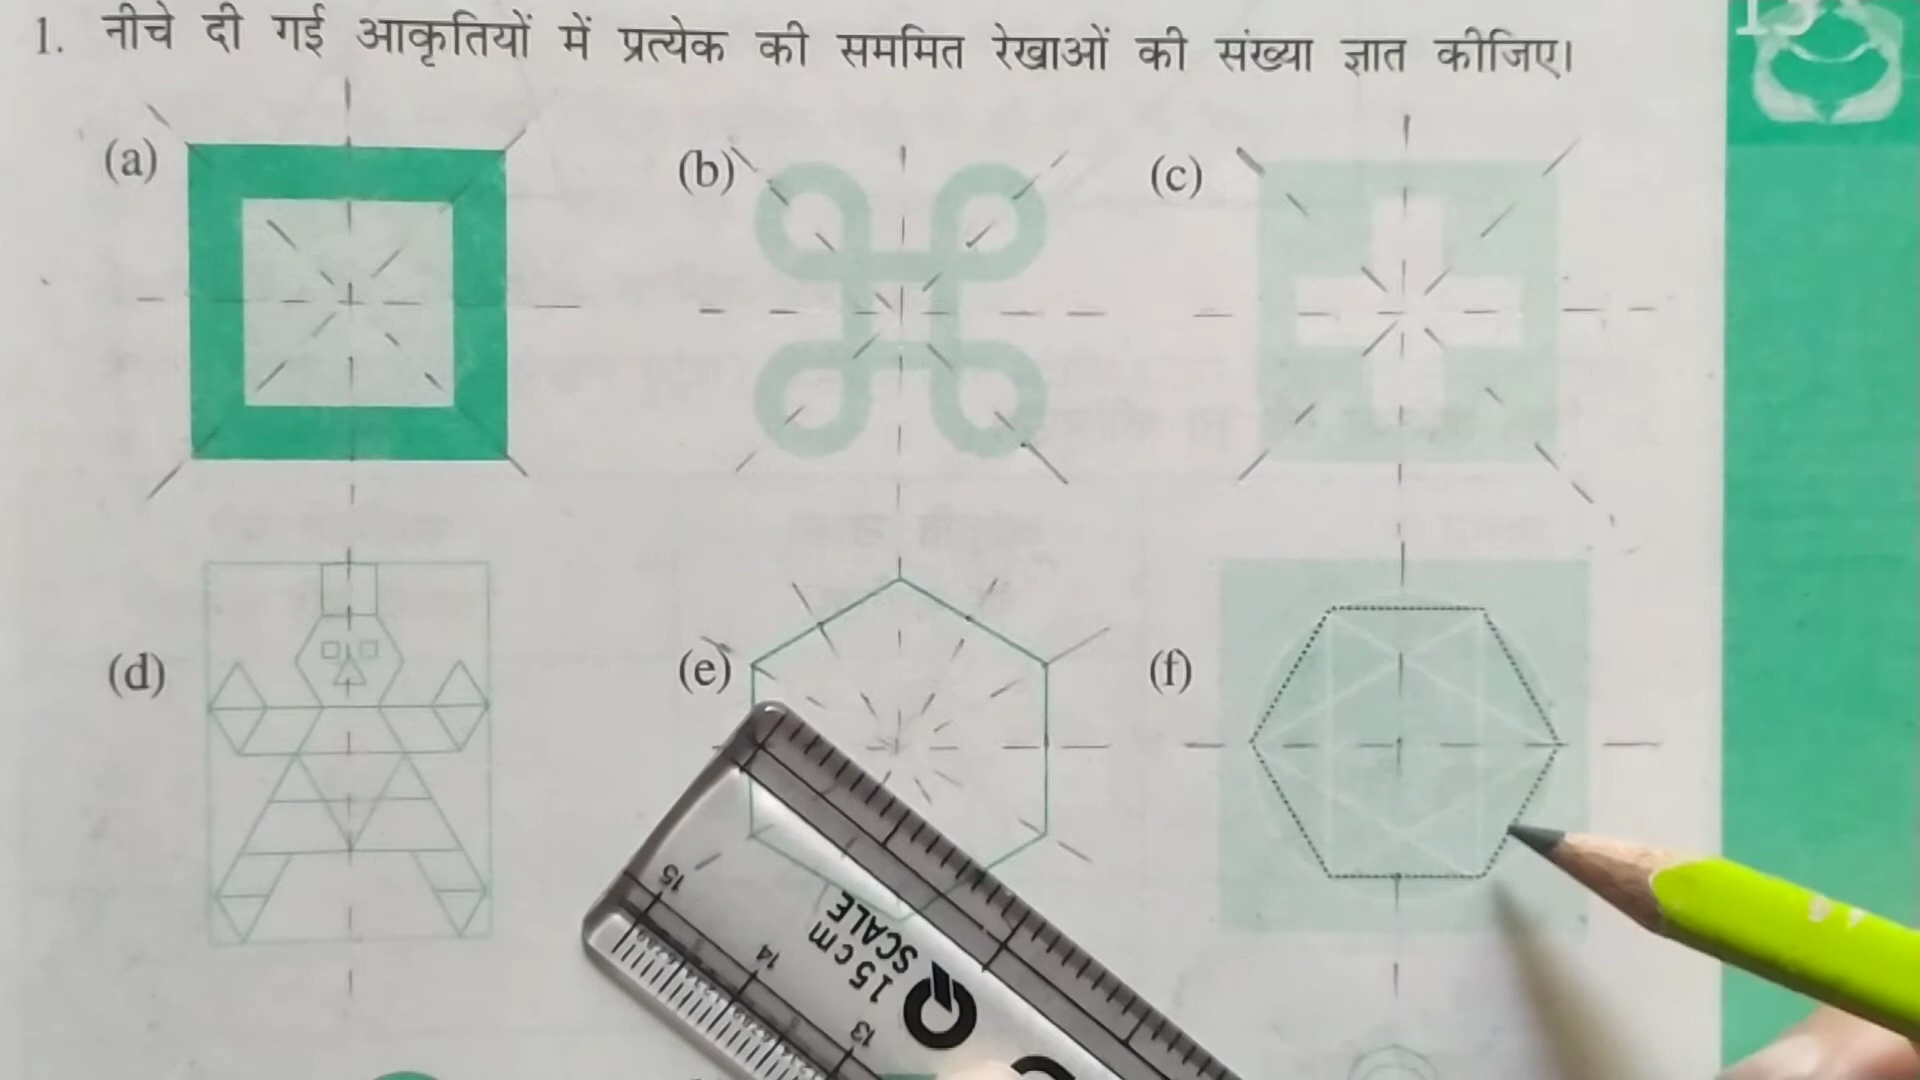 1. नीचे दी गई आकृतियों में प्रत्येक की सममित रेखाओं की संख्या ज्ञात कीजिए।
(a) (b) (c)
(d) (e) (f)
15 14 13
15 cm
SCALE